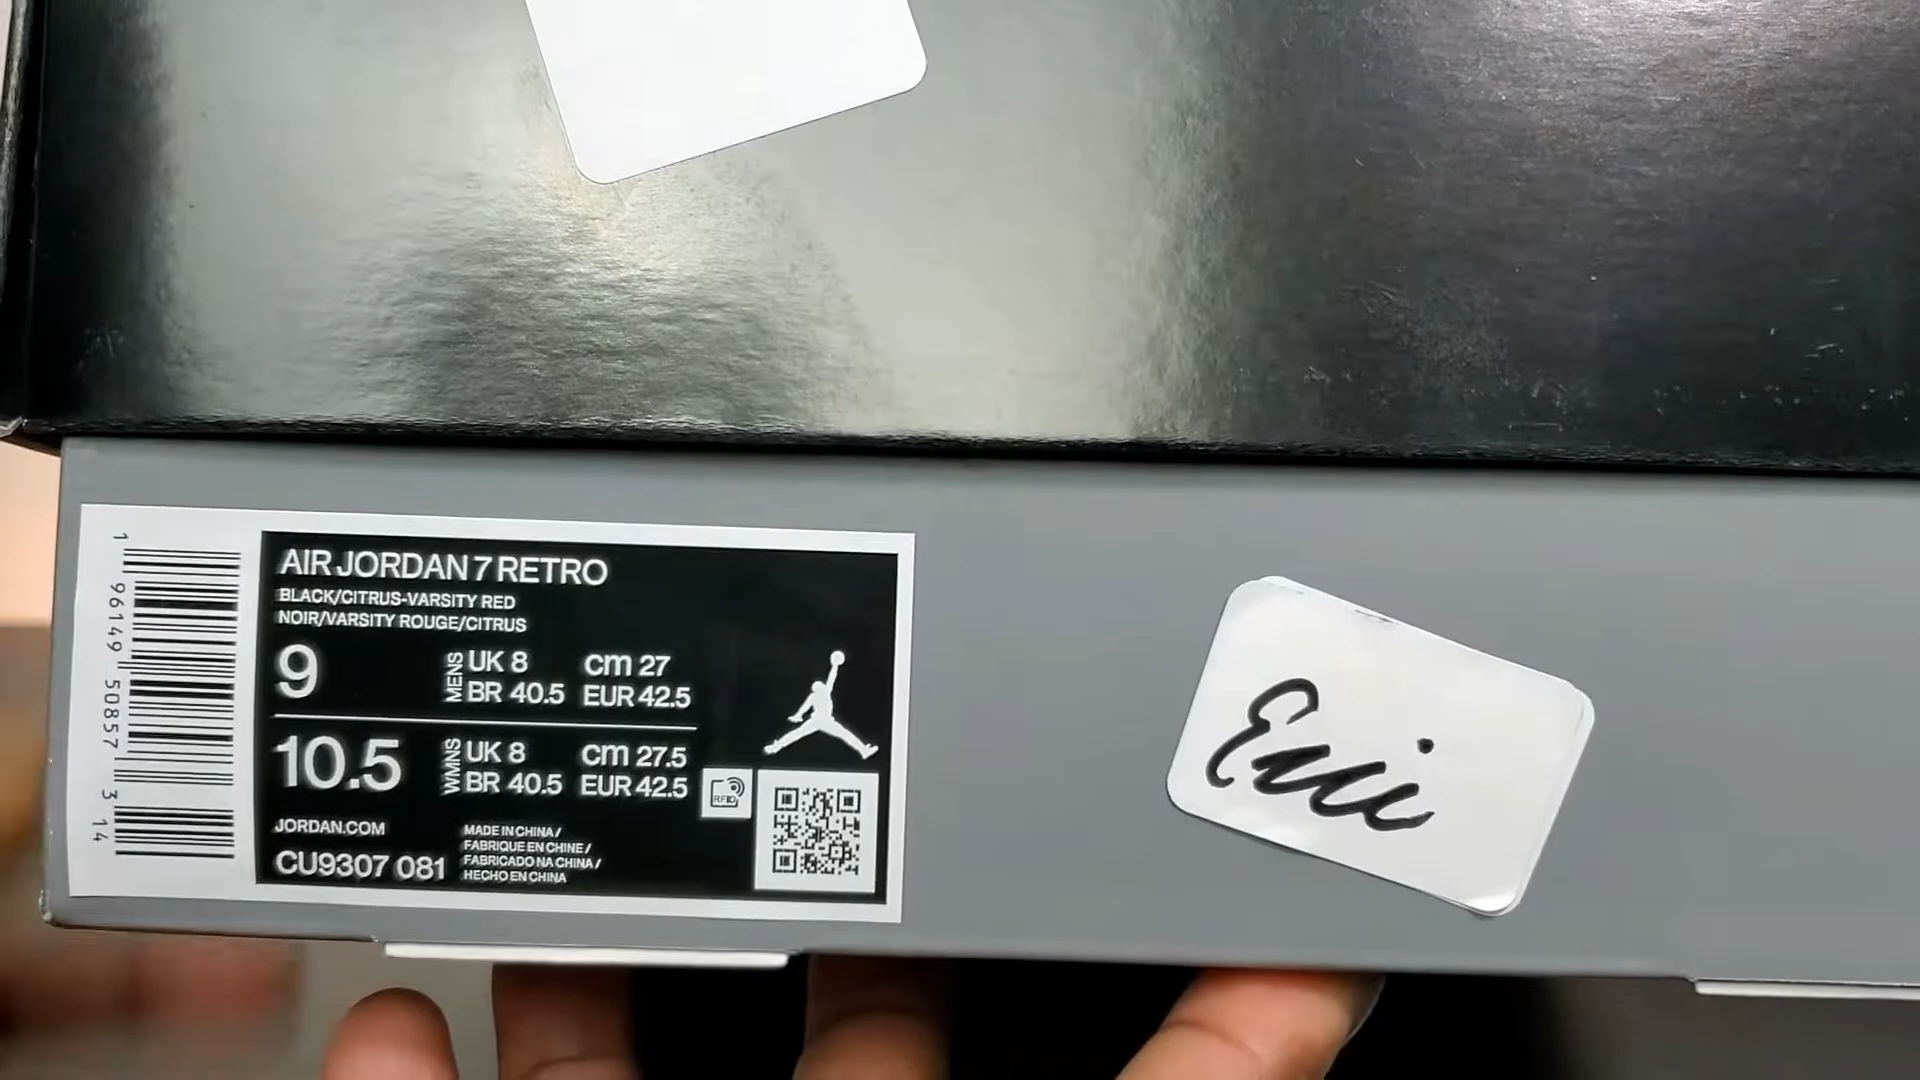 AIR JORDAN 7 RETRO
BLACK/CITRUS-VARSITY RED
NOIR/VARSITY ROUGE/CITRUS
9 MENS UK 8 cm 27
BR 40.5 EUR 42.5
10.5 WMNS UK 8 cm 27.5
BR 40.5 EUR 42.5
RFID
JORDAN.COM
CU9307 081
MADE IN CHINA /
FABRIQUE EN CHINE /
FABRICADO NA CHINA /
HECHO EN CHINA
1 96149 50857 3 14